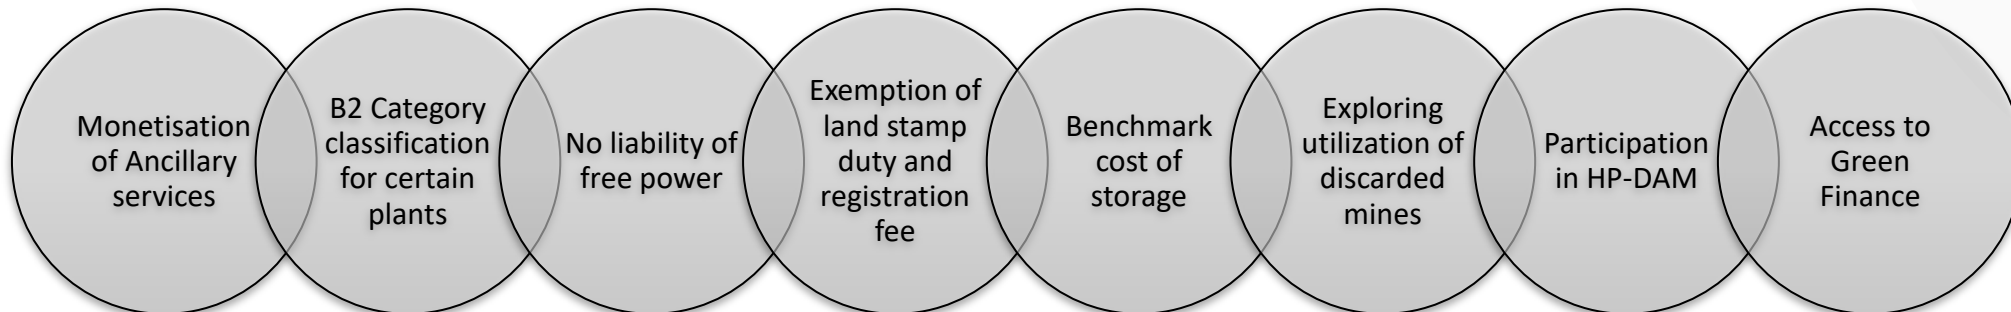 Monetisation
of Ancillary
services
B2 Category
classification
for certain
plants
No liability of
free power
Exemption of
land stamp
duty and
registration
fee
Benchmark
cost of
storage
Exploring
utilization of
discarded
mines
Participation
in HP-DAM
Access to
Green
Finance